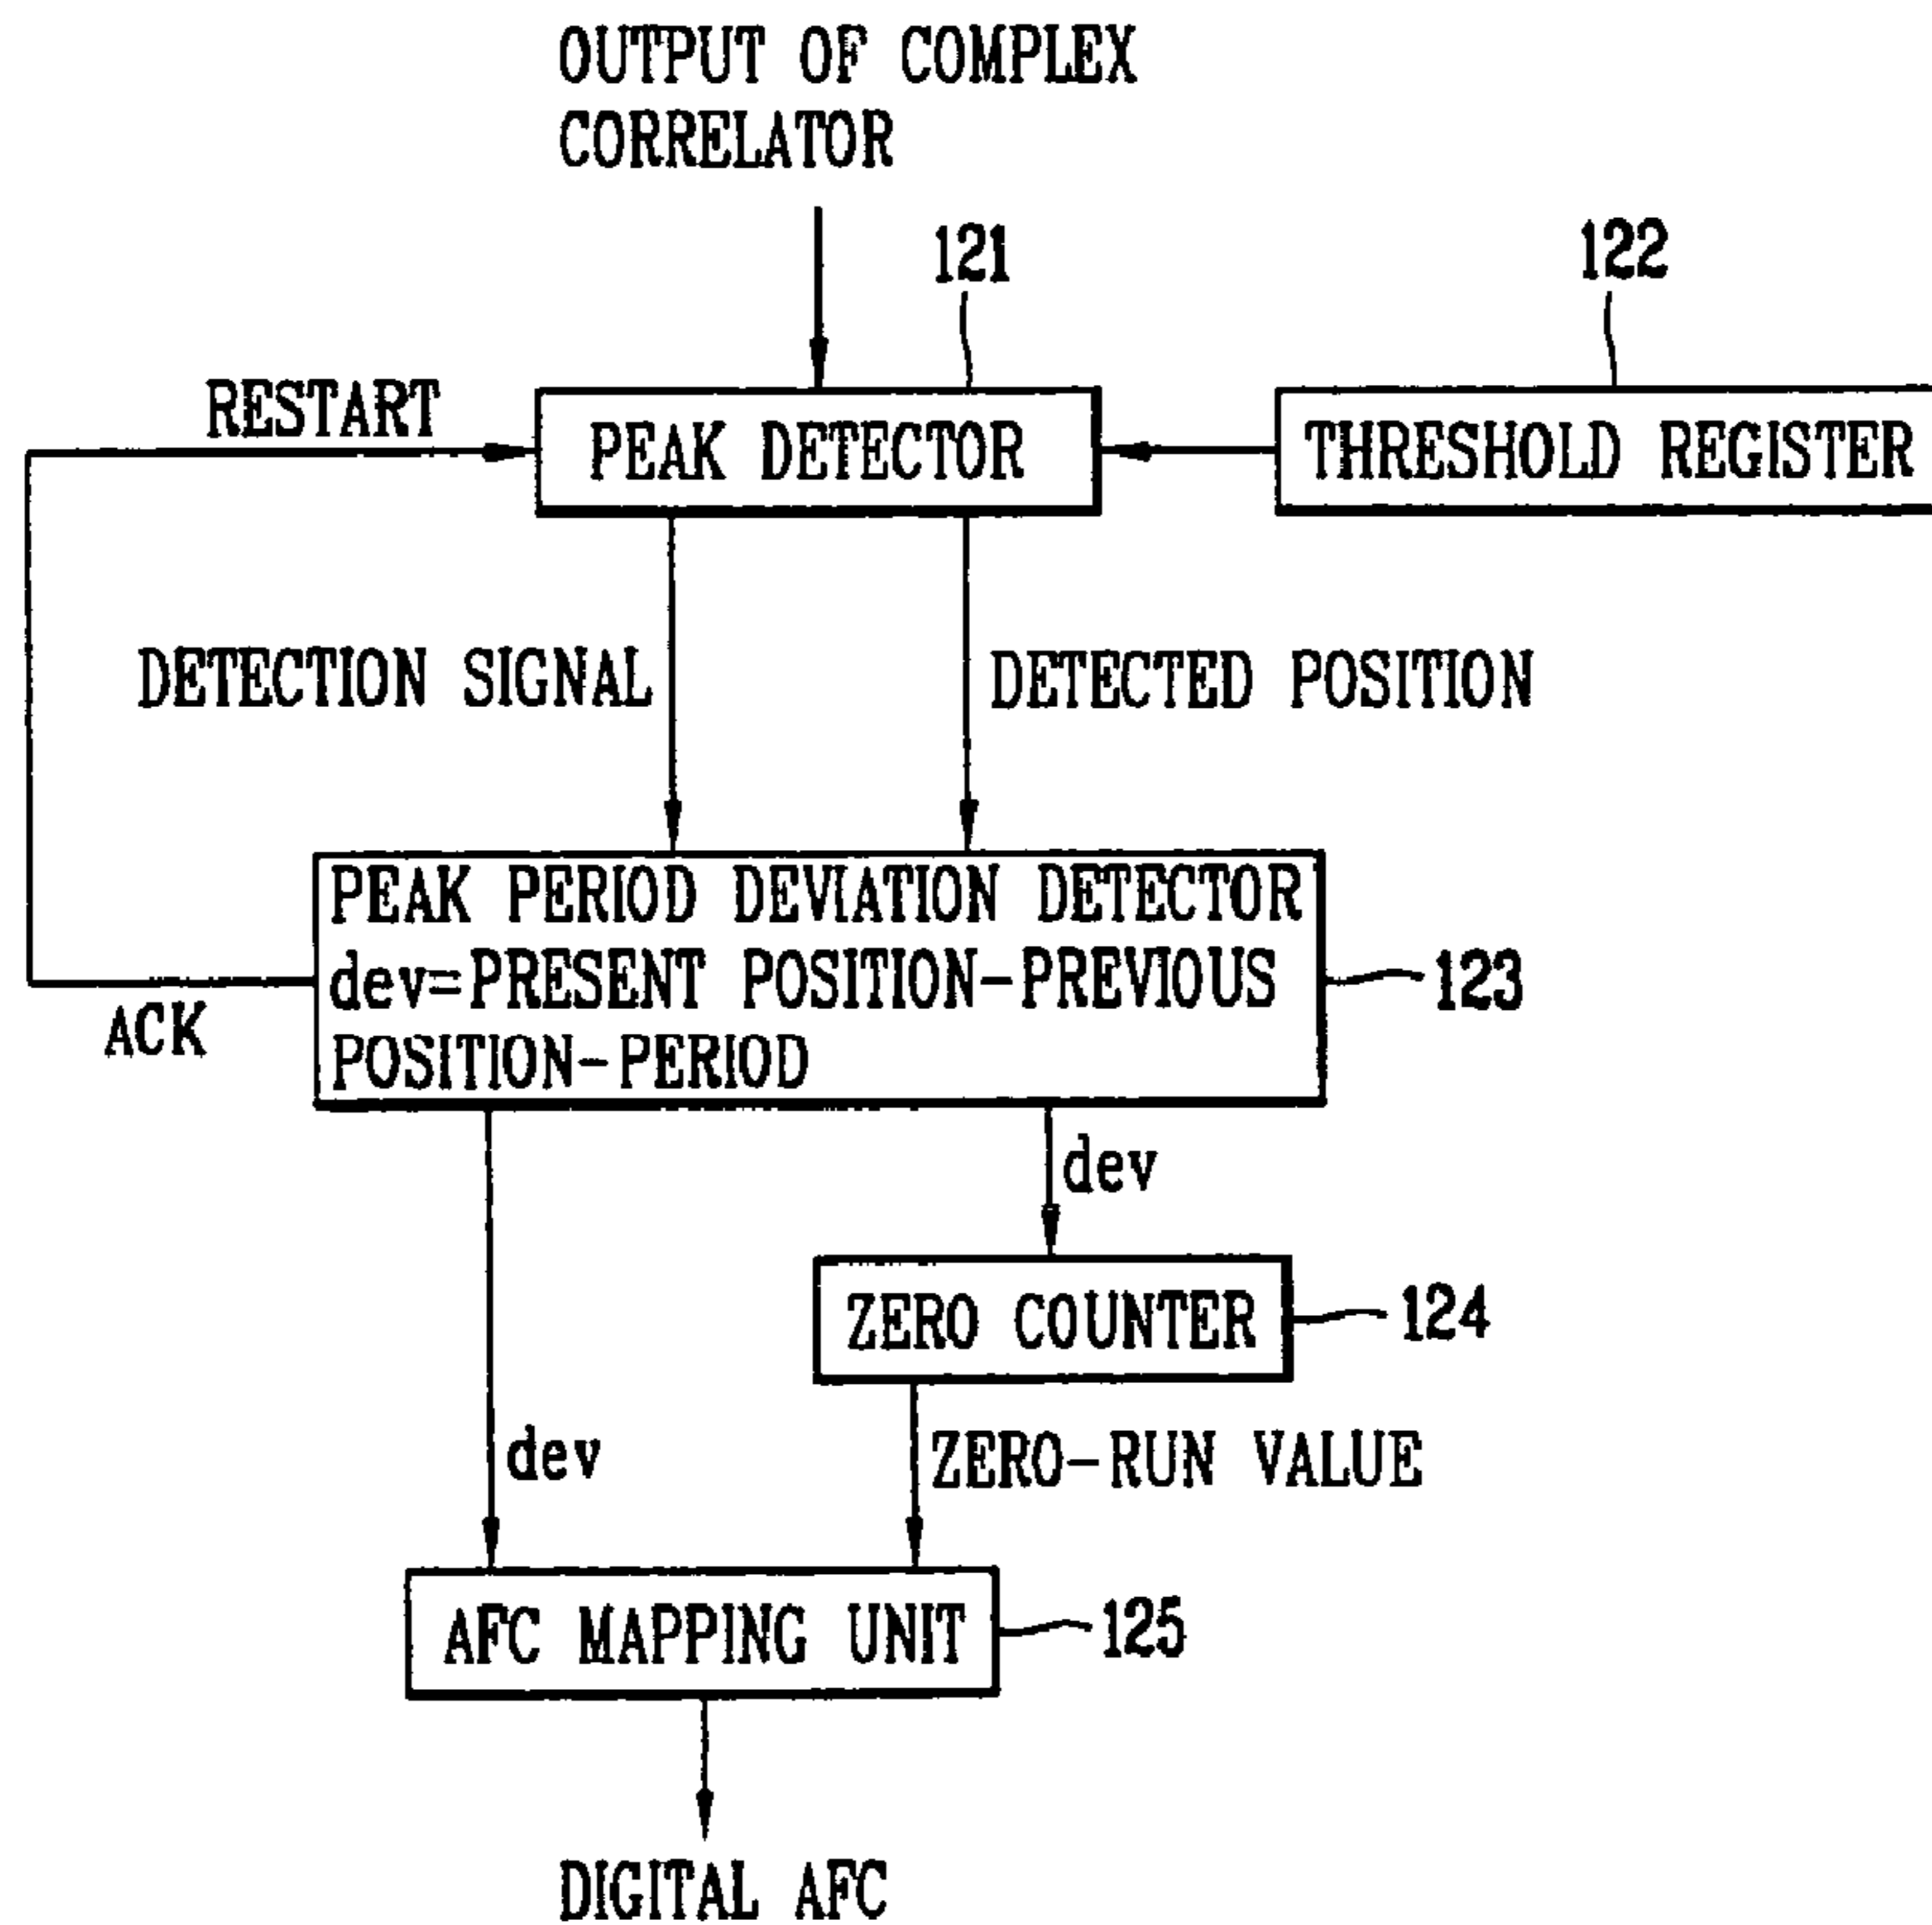 OUTPUT OF COMPLEX
CORRELATOR
121
122
RESTART
PEAK DETECTOR
THRESHOLD REGISTER
DETECTION SIGNAL
DETECTED POSITION
PEAK PERIOD DEVIATION DETECTOR
dev=PRESENT POSITION-PREVIOUS
POSITION-PERIOD
123
ACK
dev
ZERO COUNTER
124
dev
ZERO-RUN VALUE
AFC MAPPING UNIT
125
DIGITAL AFC